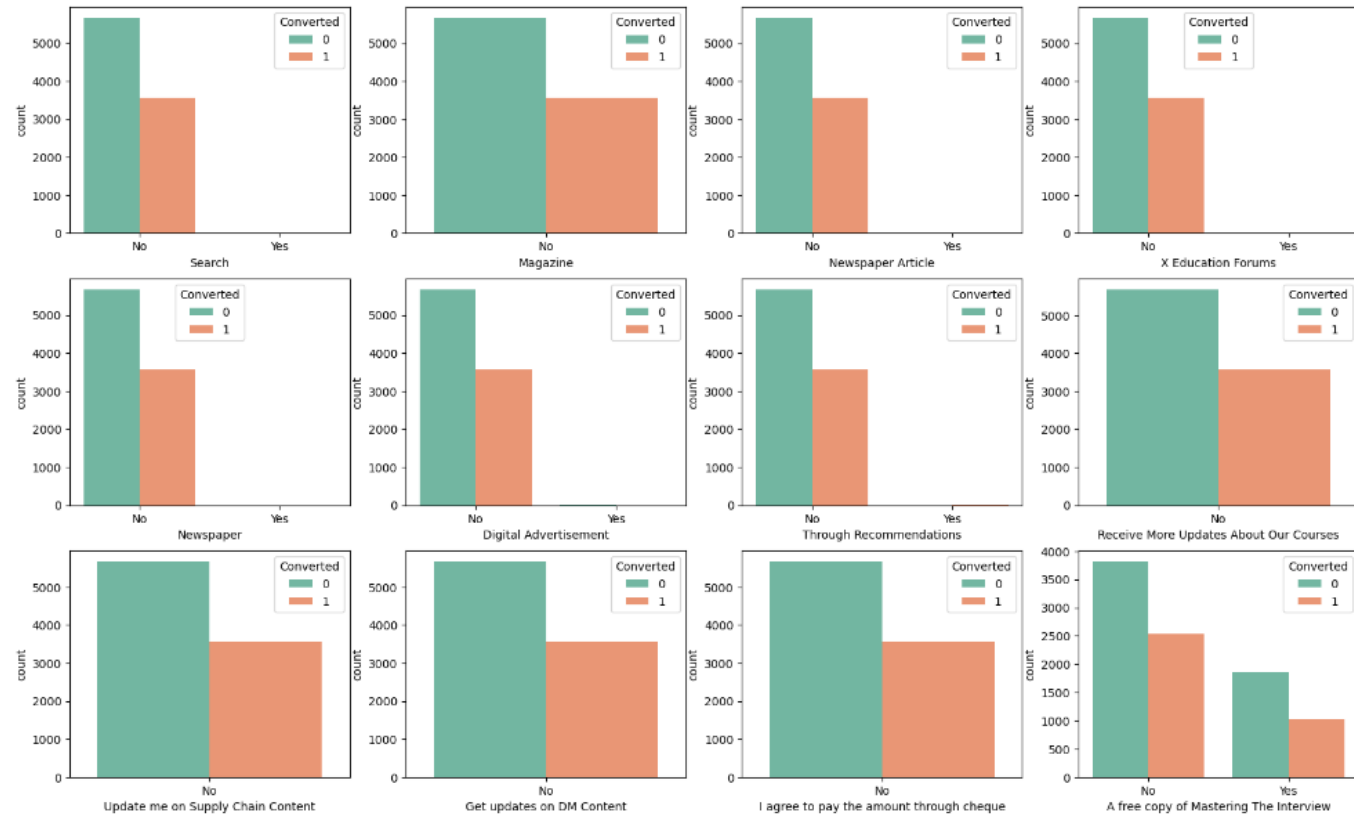 Converted
0
1
5000
4000
3000
2000
1000
0
count
No
Yes
Search
Converted
0
1
5000
4000
3000
2000
1000
0
count
No
Magazine
Converted
0
1
5000
4000
3000
2000
1000
0
count
No
Yes
Newspaper Article
Converted
0
1
5000
4000
3000
2000
1000
0
count
No
Yes
X Education Forums
Converted
0
1
5000
4000
3000
2000
1000
0
count
No
Yes
Newspaper
Converted
0
1
5000
4000
3000
2000
1000
0
count
No
Yes
Digital Advertisement
Converted
0
1
5000
4000
3000
2000
1000
0
count
No
Yes
Through Recommendations
Converted
0
1
5000
4000
3000
2000
1000
0
count
No
Receive More Updates About Our Courses
Converted
0
1
5000
4000
3000
2000
1000
0
count
No
Update me on Supply Chain Content
Converted
0
1
5000
4000
3000
2000
1000
0
count
No
Get updates on DM Content
Converted
0
1
5000
4000
3000
2000
1000
0
count
No
I agree to pay the amount through cheque
Converted
0
1
4000
3500
3000
2500
2000
1500
1000
500
0
count
No
Yes
A free copy of Mastering The Interview